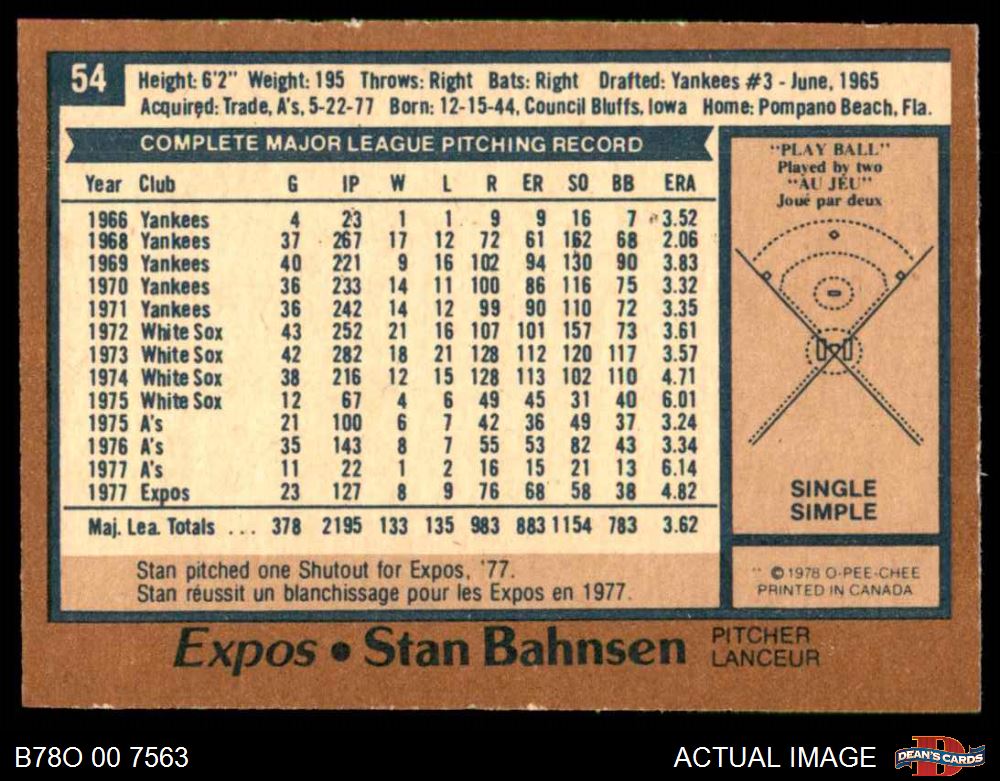 54
Height: 6'2" Weight: 195 Throws: Right Bats: Right Drafted: Yankees #3 - June, 1965
Acquired: Trade, A's, 5-22-77 Born: 12-15-44, Council Bluffs, Iowa Home: Pompano Beach, Fla.
COMPLETE MAJOR LEAGUE PITCHING RECORD
Year Club G IP W L R ER SO BB ERA
1966 Yankees 4 23 1 1 9 9 16 7 3.52
1968 Yankees 37 267 17 12 72 61 162 68 2.06
1969 Yankees 40 221 9 16 102 94 130 90 3.83
1970 Yankees 36 233 14 11 100 86 116 75 3.32
1971 Yankees 36 242 14 12 99 90 110 72 3.35
1972 White Sox 43 252 21 16 107 101 157 73 3.61
1973 White Sox 42 282 18 21 128 112 120 117 3.57
1974 White Sox 38 216 12 15 128 113 102 110 4.71
1975 White Sox 12 67 4 6 49 45 31 40 6.01
1975 A's 21 100 6 7 42 36 49 37 3.24
1976 A's 35 143 8 7 55 53 82 43 3.34
1977 A's 11 22 1 2 16 15 21 13 6.14
1977 Expos 23 127 8 9 76 68 58 38 4.82
Maj. Lea. Totals ... 378 2195 133 135 983 883 1154 783 3.62
Stan pitched one Shutout for Expos, '77.
Stan réussit un blanchissage pour les Expos en 1977.
"PLAY BALL"
Played by two
"AU JEU"
Joué par deux
SINGLE
SIMPLE
** © 1978 O-PEE-CHEE
PRINTED IN CANADA
Expos • Stan Bahnsen
PITCHER
LANCEUR
B78O 00 7563
ACTUAL IMAGE
DEAN'S CARDS